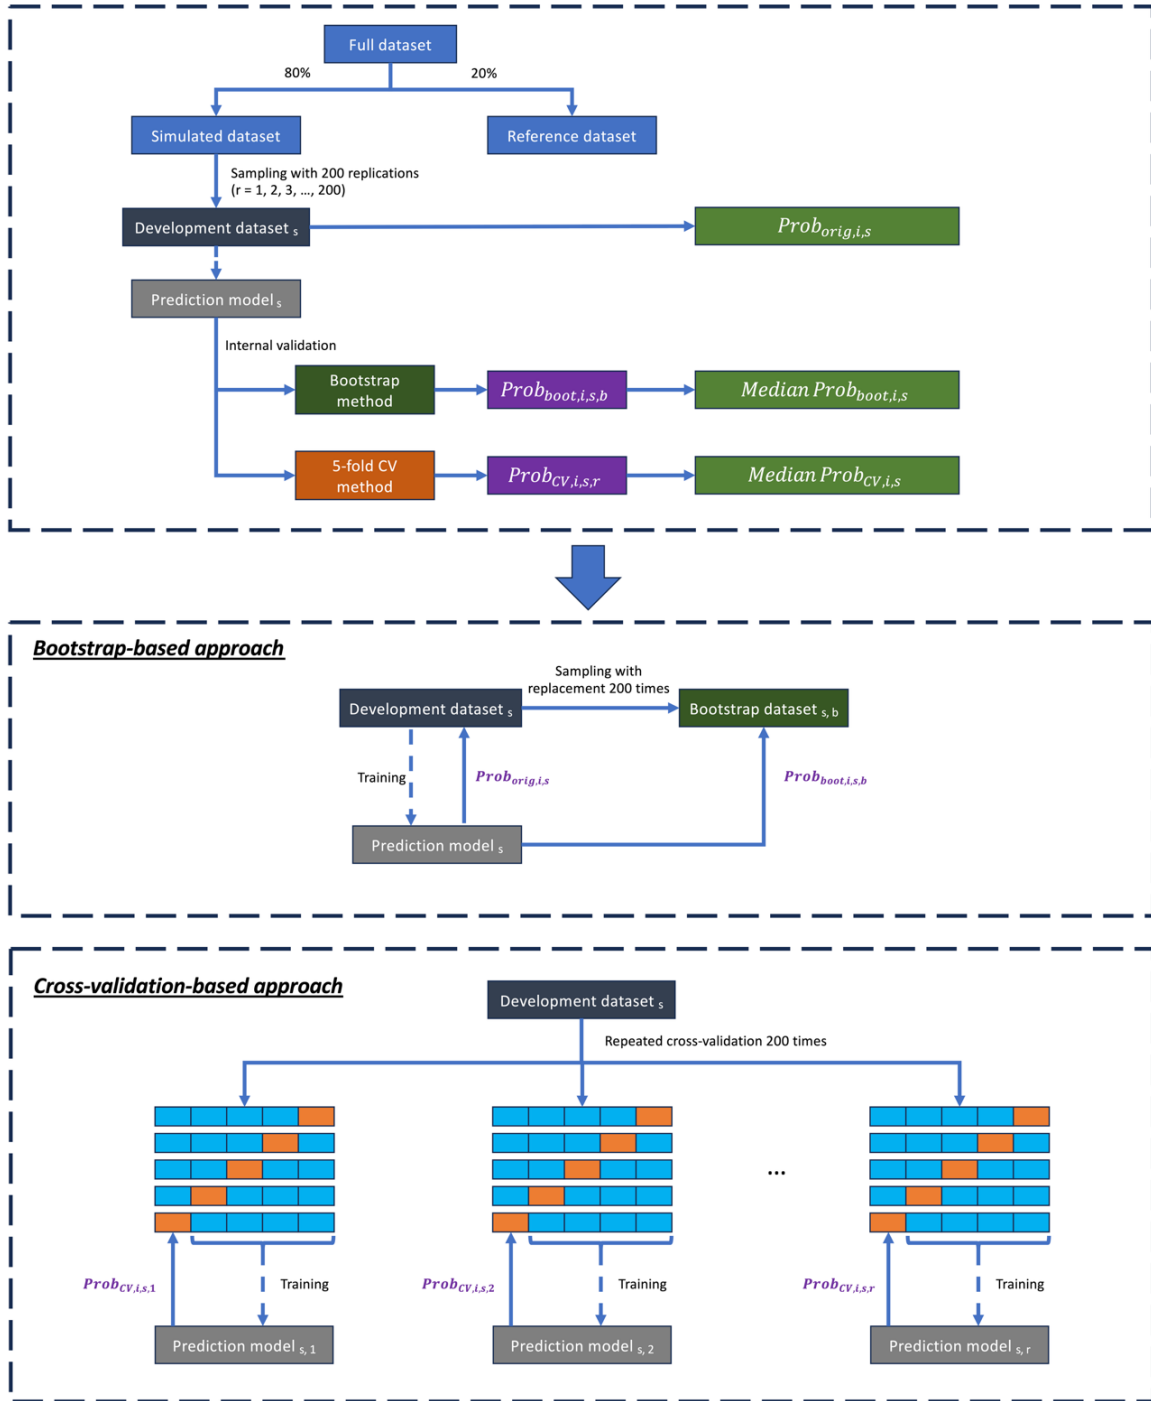 Full dataset
80%
20%
Simulated dataset
Reference dataset
Sampling with 200 replications
(r = 1, 2, 3, ..., 200)
Development dataset s
Prob orig,i,s
Prediction model s
Internal validation
Bootstrap
method
Prob boot,i,s,b
Median Prob boot,i,s
5-fold CV
method
Prob CV,i,s,r
Median Prob CV,i,s
Bootstrap-based approach
Sampling with
replacement 200 times
Development dataset s
Bootstrap dataset s, b
Training
Prob orig,i,s
Prob boot,i,s,b
Prediction model s
Cross-validation-based approach
Development dataset s
Repeated cross-validation 200 times
...
Prob CV,i,s,1
Training
Prob CV,i,s,2
Training
Prob CV,i,s,r
Training
Prediction model s, 1
Prediction model s, 2
Prediction model s, r